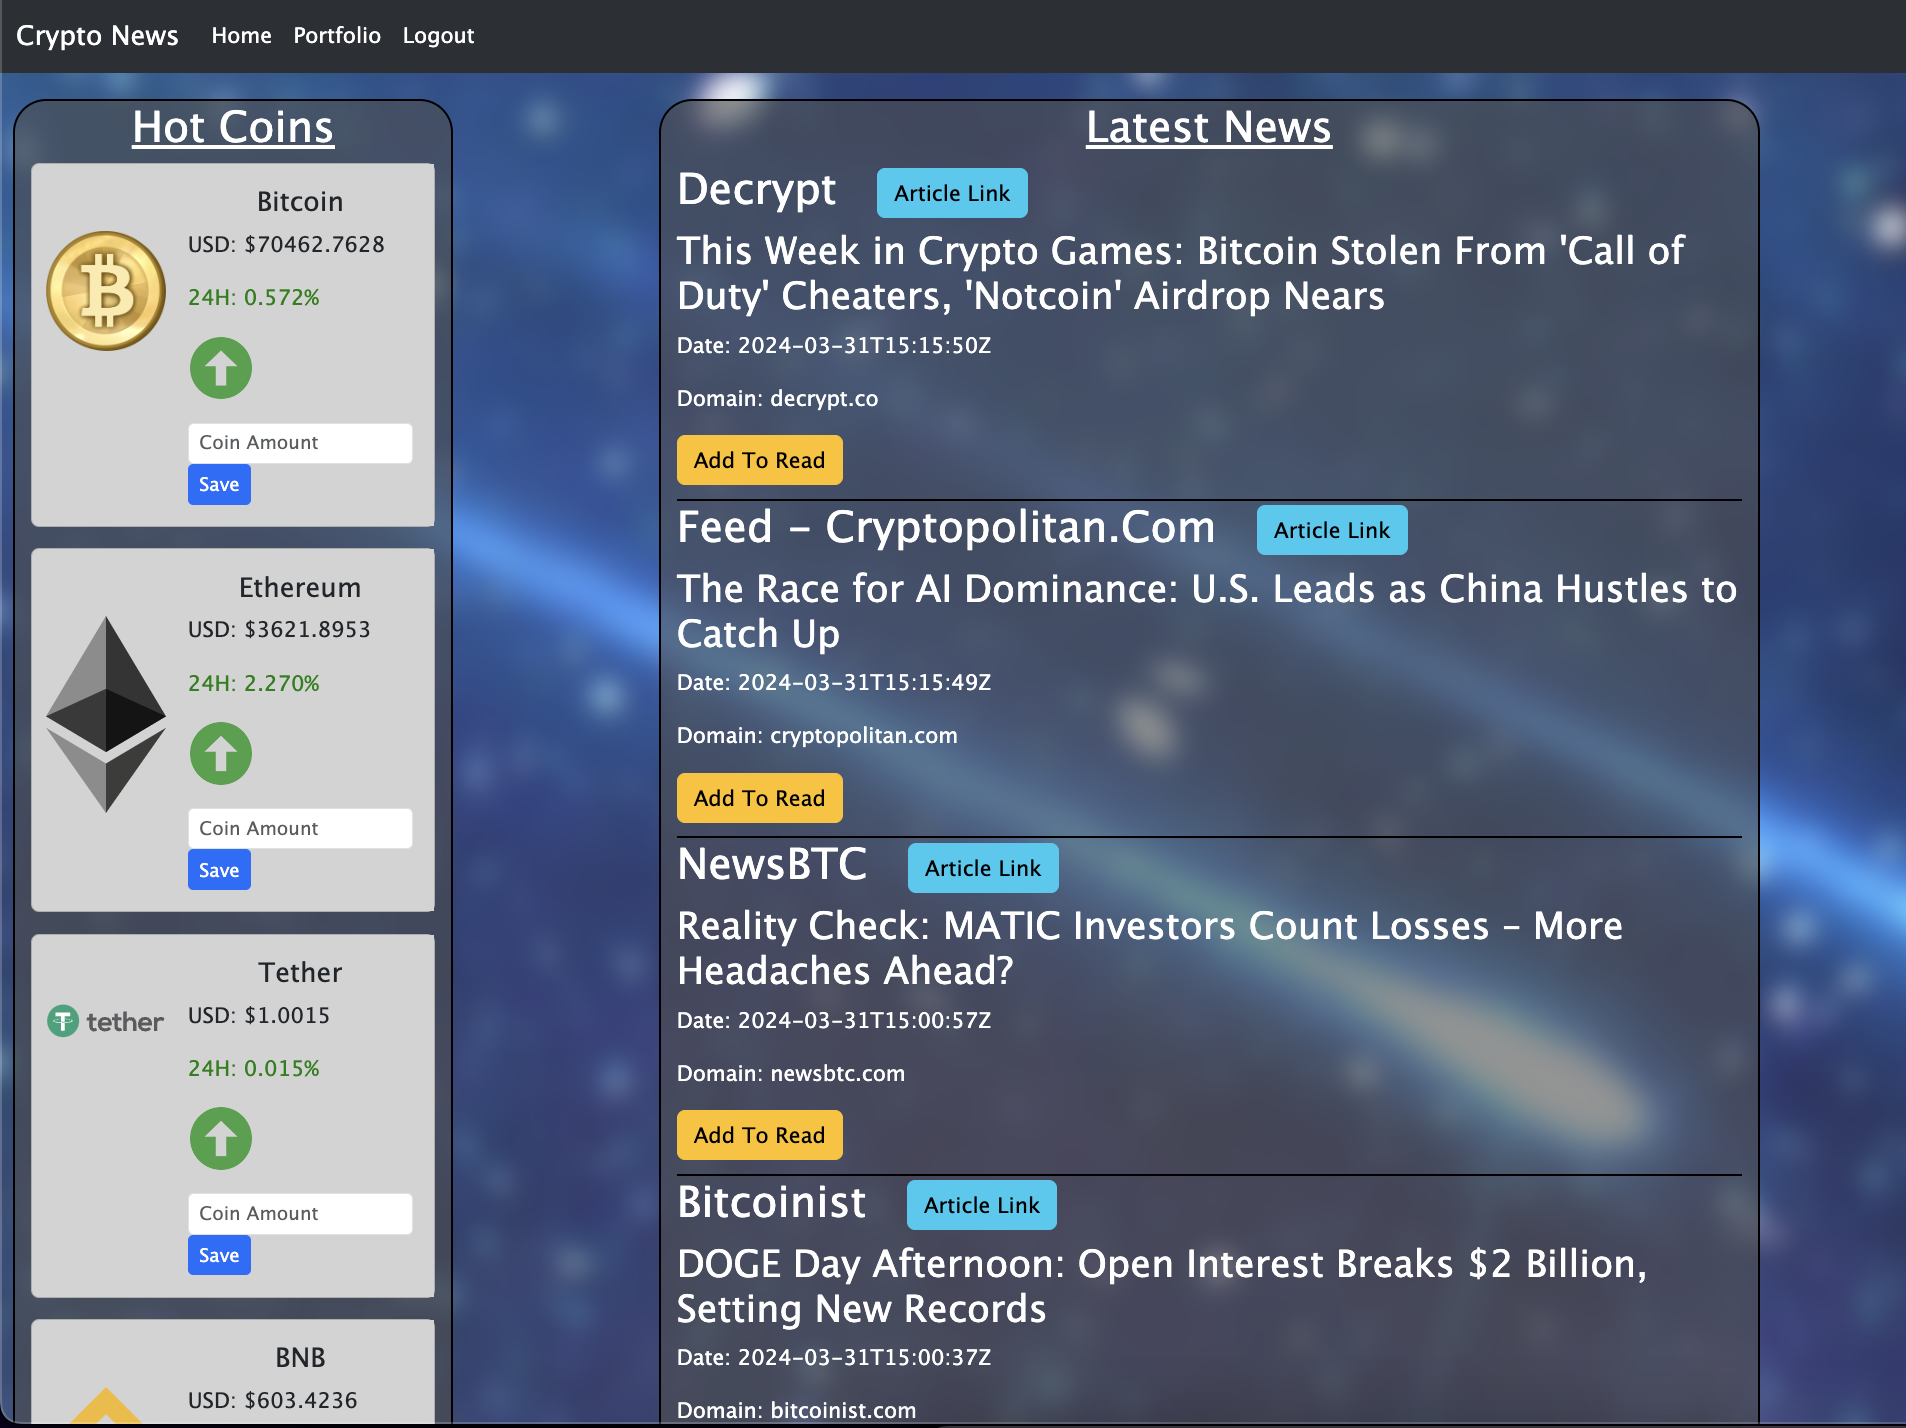 Crypto News Home Portfolio Logout
Hot Coins
Bitcoin
USD: $70462.7628
24H: 0.572%
Coin Amount
Save
Ethereum
USD: $3621.8953
24H: 2.270%
Coin Amount
Save
Tether
tether
USD: $1.0015
24H: 0.015%
Coin Amount
Save
BNB
USD: $603.4236
Latest News
Decrypt Article Link
This Week in Crypto Games: Bitcoin Stolen From 'Call of
Duty' Cheaters, 'Notcoin' Airdrop Nears
Date: 2024-03-31T15:15:50Z
Domain: decrypt.co
Add To Read
Feed - Cryptopolitan.Com Article Link
The Race for AI Dominance: U.S. Leads as China Hustles to
Catch Up
Date: 2024-03-31T15:15:49Z
Domain: cryptopolitan.com
Add To Read
NewsBTC Article Link
Reality Check: MATIC Investors Count Losses – More
Headaches Ahead?
Date: 2024-03-31T15:00:57Z
Domain: newsbtc.com
Add To Read
Bitcoinist Article Link
DOGE Day Afternoon: Open Interest Breaks $2 Billion,
Setting New Records
Date: 2024-03-31T15:00:37Z
Domain: bitcoinist.com